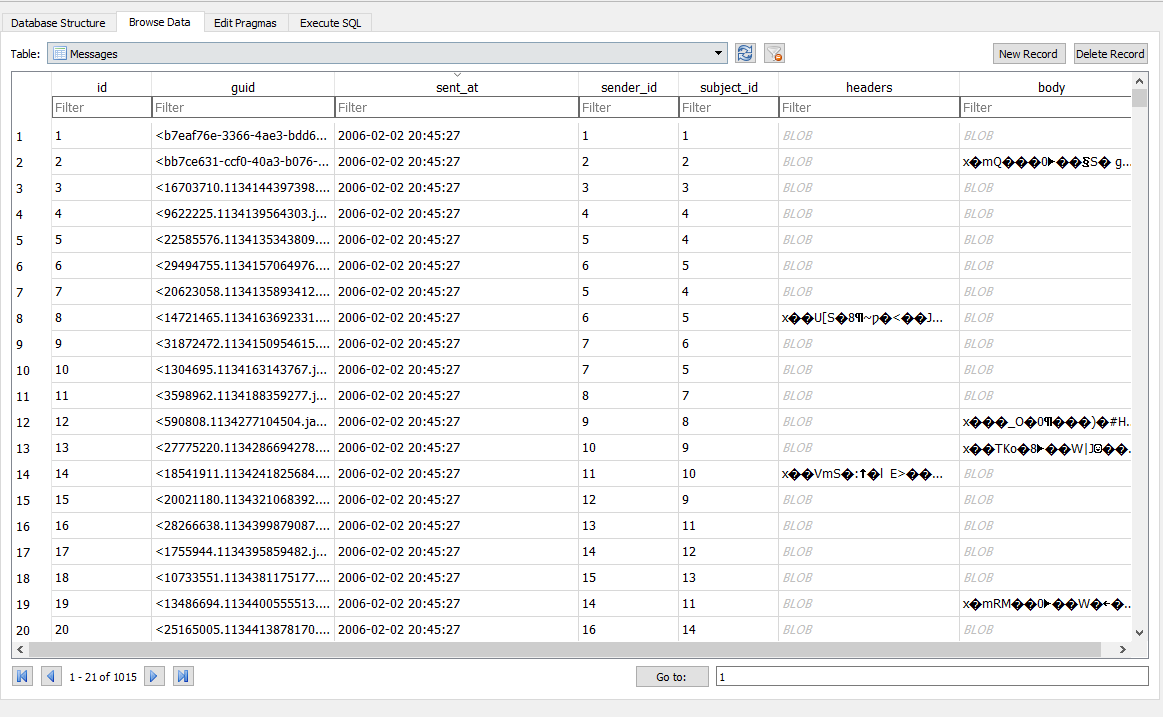 Database Structure Browse Data Edit Pragmas Execute SQL
Table: Messages New Record Delete Record
id guid sent_at sender_id subject_id headers body
Filter Filter Filter Filter Filter Filter Filter
1 1 <b7eaf76e-3366-4ae3-bdd6... 2006-02-02 20:45:27 1 1 BLOB BLOB
2 2 <bb7ce631-ccf0-40a3-b076-... 2006-02-02 20:45:27 2 2 BLOB x�mQ���0
3 3 <16703710.1134144397398.... 2006-02-02 20:45:27 3 3 BLOB BLOB
4 4 <9622225.1134139564303.j... 2006-02-02 20:45:27 4 4 BLOB BLOB
5 5 <22585576.1134135343809.... 2006-02-02 20:45:27 5 4 BLOB BLOB
6 6 <29494755.1134157064976.... 2006-02-02 20:45:27 6 5 BLOB BLOB
7 7 <20623058.1134135893412.... 2006-02-02 20:45:27 5 4 BLOB BLOB
8 8 <14721465.1134163692331.... 2006-02-02 20:45:27 6 5 x��U[S�8¶~p�<��J... BLOB
9 9 <31872472.1134150954615.... 2006-02-02 20:45:27 7 6 BLOB BLOB
10 10 <1304695.1134163143767.j... 2006-02-02 20:45:27 7 5 BLOB BLOB
11 11 <3598962.1134188359277.j... 2006-02-02 20:45:27 8 7 BLOB BLOB
12 12 <590808.1134277104504.ja... 2006-02-02 20:45:27 9 8 BLOB x���_O�0¶���)�#H..
13 13 <27775220.1134286694278.... 2006-02-02 20:45:27 10 9 BLOB x��TKo�8
14 14 <18541911.1134241825684.... 2006-02-02 20:45:27 11 10 x��VmS�:↑�l E>��... BLOB
15 15 <20021180.1134321068392.... 2006-02-02 20:45:27 12 9 BLOB BLOB
16 16 <28266638.1134399879087.... 2006-02-02 20:45:27 13 11 BLOB BLOB
17 17 <1755944.1134395859482.j... 2006-02-02 20:45:27 14 12 BLOB BLOB
18 18 <10733551.1134381175177.... 2006-02-02 20:45:27 15 13 BLOB BLOB
19 19 <13486694.1134400555513.... 2006-02-02 20:45:27 14 11 BLOB x�mRM��0
20 20 <25165005.1134413878170.... 2006-02-02 20:45:27 16 14 BLOB BLOB
1 - 21 of 1015 Go to: 1